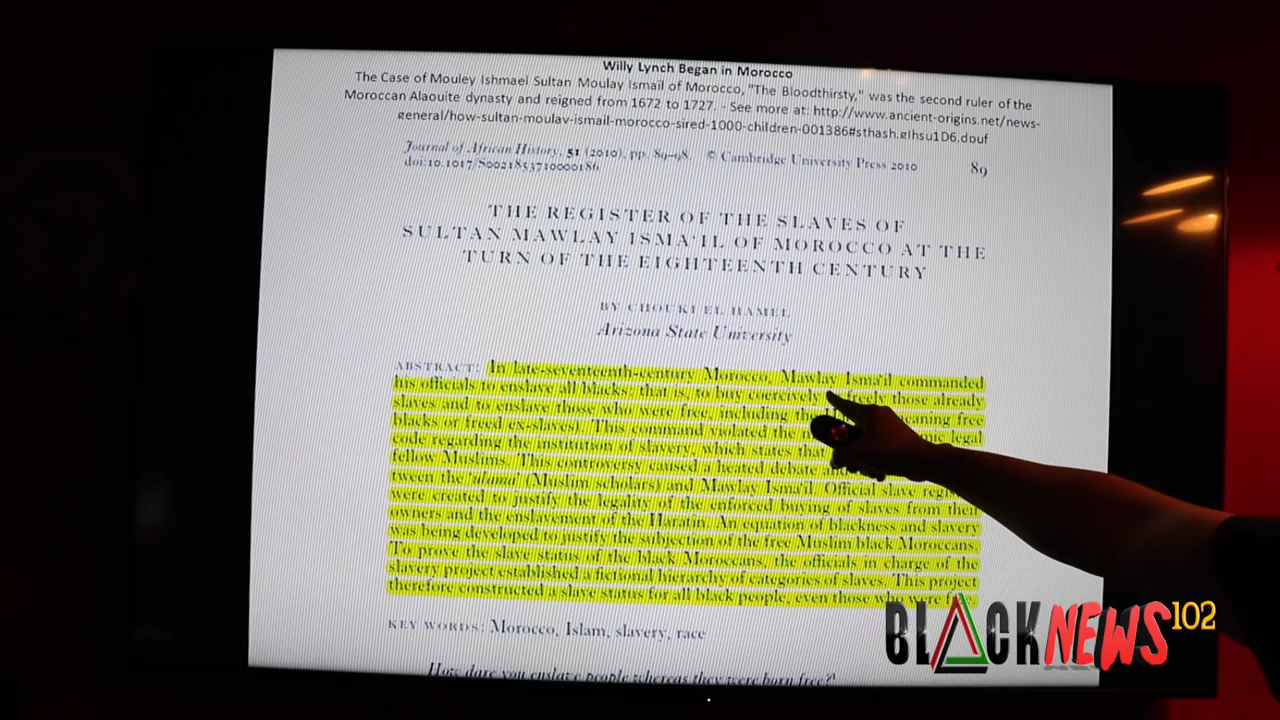 Willy Lynch Began in Morocco
The Case of Mouley Ishmael Sultan Moulay Ismail of Morocco, "The Bloodthirsty," was the second ruler of the
Moroccan Alaouite dynasty and reigned from 1672 to 1727. - See more at: http://www.ancient-origins.net/news-
general/how-sultan-moulav-ismail-morocco-sired-1000-children-001386#sthash.glhsu1D6.douf
Journal of African History, 51 (2010), pp. 89-98. © Cambridge University Press 2010 89
doi:10.1017/S0021853710000186
THE REGISTER OF THE SLAVES OF
SULTAN MAWLAY ISMA'IL OF MOROCCO AT THE
TURN OF THE EIGHTEENTH CENTURY
BY CHOUKI EL HAMEL
Arizona State University
ABSTRACT: In late-seventeenth-century Morocco, Mawlay Isma'il commanded
his officials to enslave all blacks, that is, to buy coercively freely those already
slaves and to enslave those who were free, including the meaning free
blacks or freed ex-slaves). This command violated the legal
code regarding the institution of slavery, which states that
fellow Muslims. This controversy caused a heated debate
tween the 'ulama' (Muslim scholars) and Mawlay Isma'il. Official slave
were created to justify the legality of the enforced buying of slaves from their
owners and the enslavement of the Haratin. An equation of blackness and slavery
was being developed to justify the subjection of the free Muslim black Moroccans.
To prove the slave status of the black Moroccans, the officials in charge of the
slavery project established a fictional hierarchy of categories of slaves. This project
therefore constructed a slave status for all black people, even those who were
KEY WORDS: Morocco, Islam, slavery, race
How dare you enslave people whereas they were born free?
BLACKNEWS102